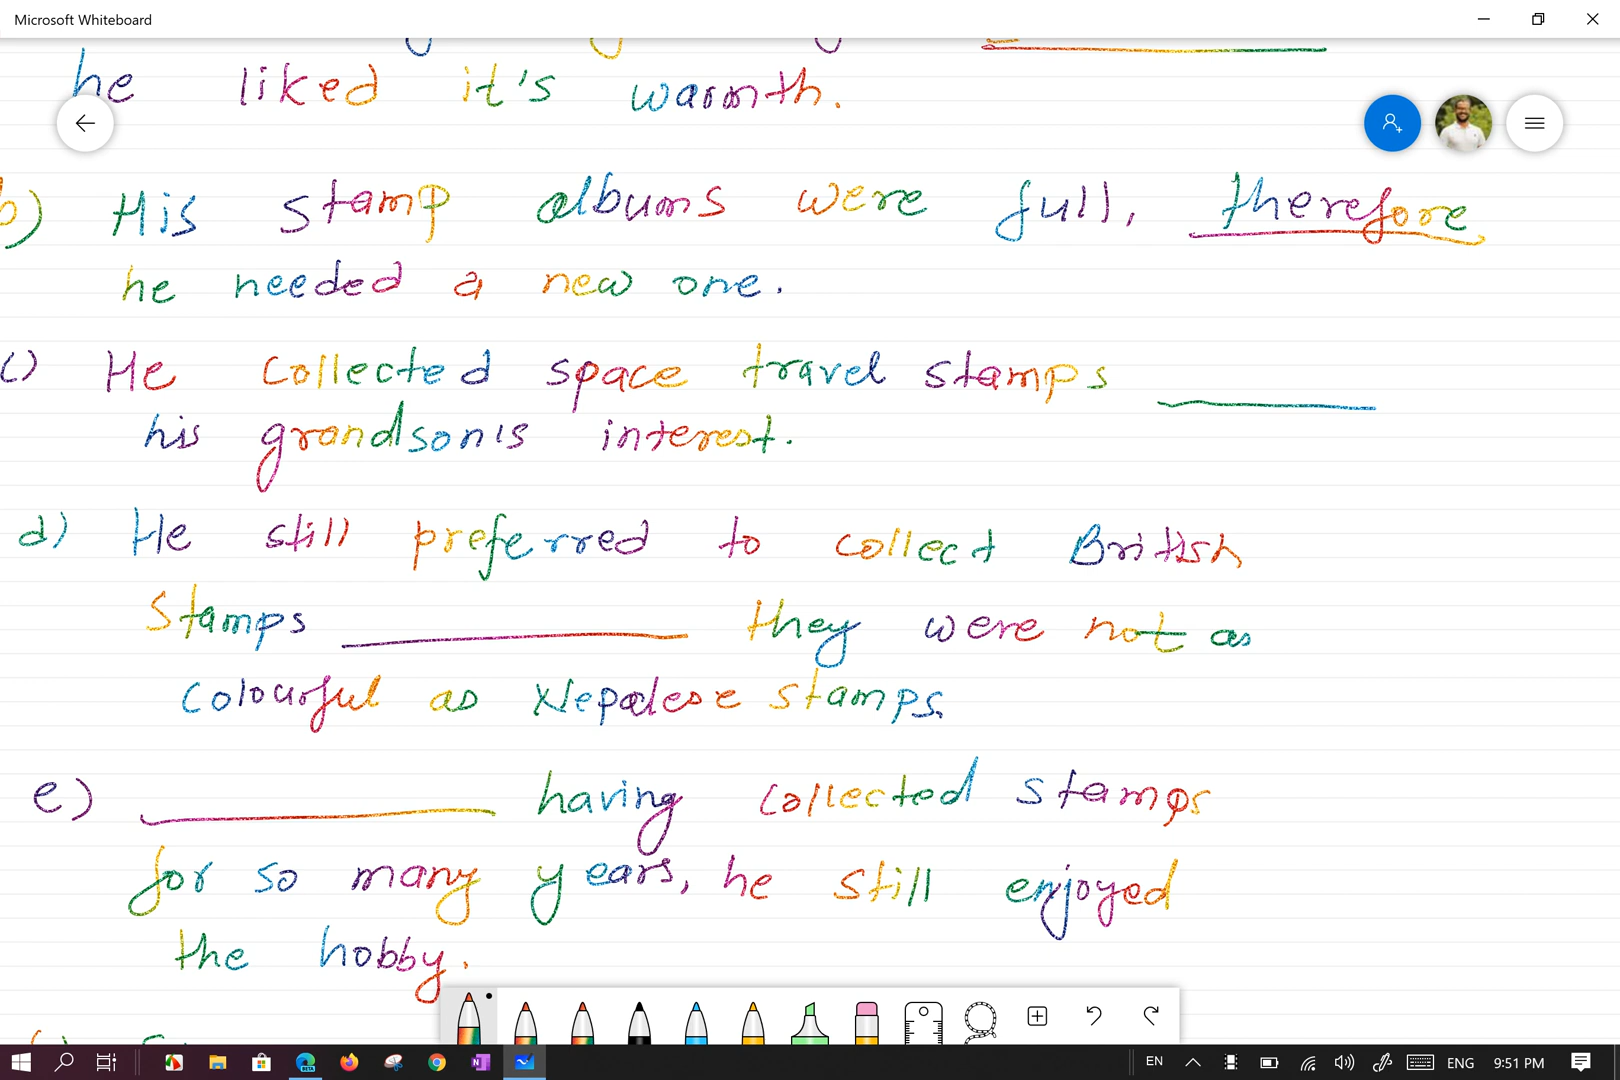 Microsoft Whiteboard
he liked it's warmth.
b) His stamp albums were full, therefore
he needed a new one.
c) He collected space travel stamps
his grandson's interest.
d) He still preferred to collect British
Stamps they were not as
colourful as Nepalese stamps.
e) having collected stamps
for so many years, he still enjoyed
the hobby.
EN
ENG
9:51 PM